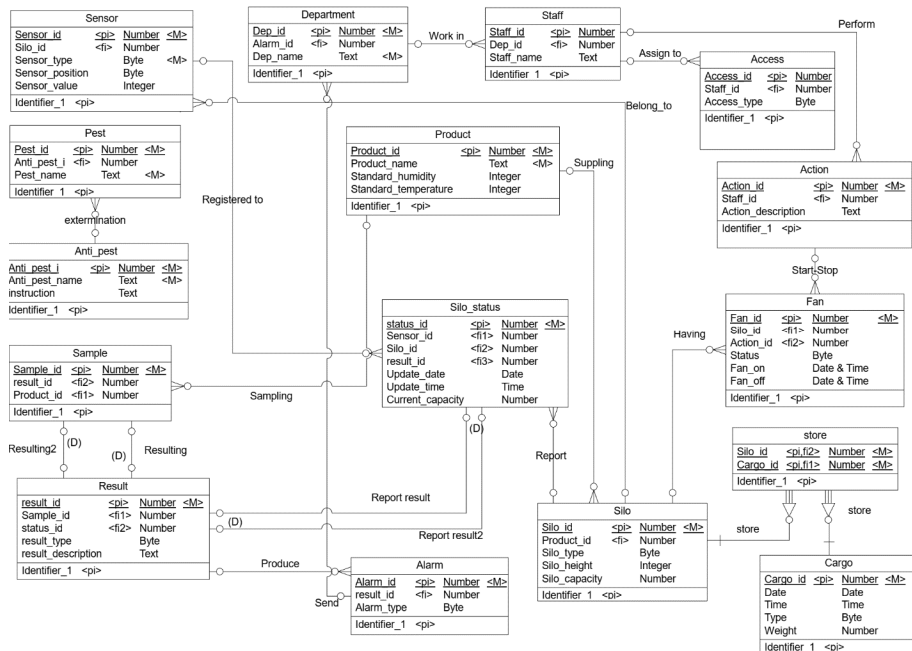 Sensor
Sensor_id <pi> Number <M>
Silo_id <fi> Number
Sensor_type Byte <M>
Sensor_position Byte
Sensor_value Integer
Identifier_1 <pi>
Department
Dep_id <pi> Number <M>
Alarm_id <fi> Number
Dep_name Text <M>
Identifier_1 <pi>
Work in
Staff
Staff_id <pi> Number
Dep_id <fi> Number
Staff_name Text
Identifier_1 <pi>
Perform
Assign to
Access
Access_id <pi> Number
Staff_id <fi> Number
Access_type Byte
Identifier_1 <pi>
Belong_to
Pest
Pest_id <pi> Number <M>
Anti_pest_i <fi> Number
Pest_name Text <M>
Identifier 1 <pi>
extermination
Registered to
Product
Product_id <pi> Number <M>
Product_name Text <M>
Standard_humidity Integer
Standard_temperature Integer
Identifier_1 <pi>
Suppling
Action
Action_id <pi> Number <M>
Staff_id <fi> Number
Action_description Text
Identifier_1 <pi>
Start-Stop
Anti_pest
Anti_pest_i <pi> Number <M>
Anti_pest_name Text <M>
instruction Text
Identifier_1 <pi>
Silo_status
status_id <pi> Number <M>
Sensor_id <fi1> Number
Silo_id <fi2> Number
result_id <fi3> Number
Update_date Date
Update_time Time
Current_capacity Number
Identifier_1 <pi>
Having
Fan
Fan_id <pi> Number <M>
Silo_id <fi1> Number
Action_id <fi2> Number
Status Byte
Fan_on Date & Time
Fan_off Date & Time
Identifier_1 <pi>
Sample
Sample_id <pi> Number <M>
result_id <fi2> Number
Product_id <fi1> Number
Identifier_1 <pi>
Sampling
(D)
(D)
(D)
Resulting2
Resulting
Report
store
Silo_id <pi,fi2> Number <M>
Cargo_id <pi,fi1> Number <M>
Identifier_1 <pi>
Result
result_id <pi> Number <M>
Sample_id <fi1> Number
status_id <fi2> Number
result_type Byte
result_description Text
Identifier_1 <pi>
Report result
(D)
Report result2
Silo
Silo_id <pi> Number <M>
Product_id <fi> Number
Silo_type Byte
Silo_height Integer
Silo_capacity Number
Identifier 1 <pi>
store
store
Produce
Send
Alarm
Alarm_id <pi> Number <M>
result_id <fi> Number
Alarm_type Byte
Identifier_1 <pi>
Cargo
Cargo_id <pi> Number <M>
Date Date
Time Time
Type Byte
Weight Number
Identifier 1 <pi>